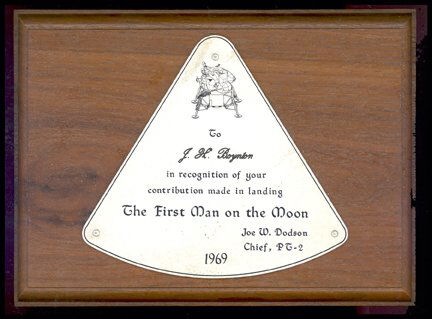 To
J. H. Boynton
in recognition of your
contribution made in landing
The First Man on the Moon
Joe W. Dodson
Chief, PT-2
1969